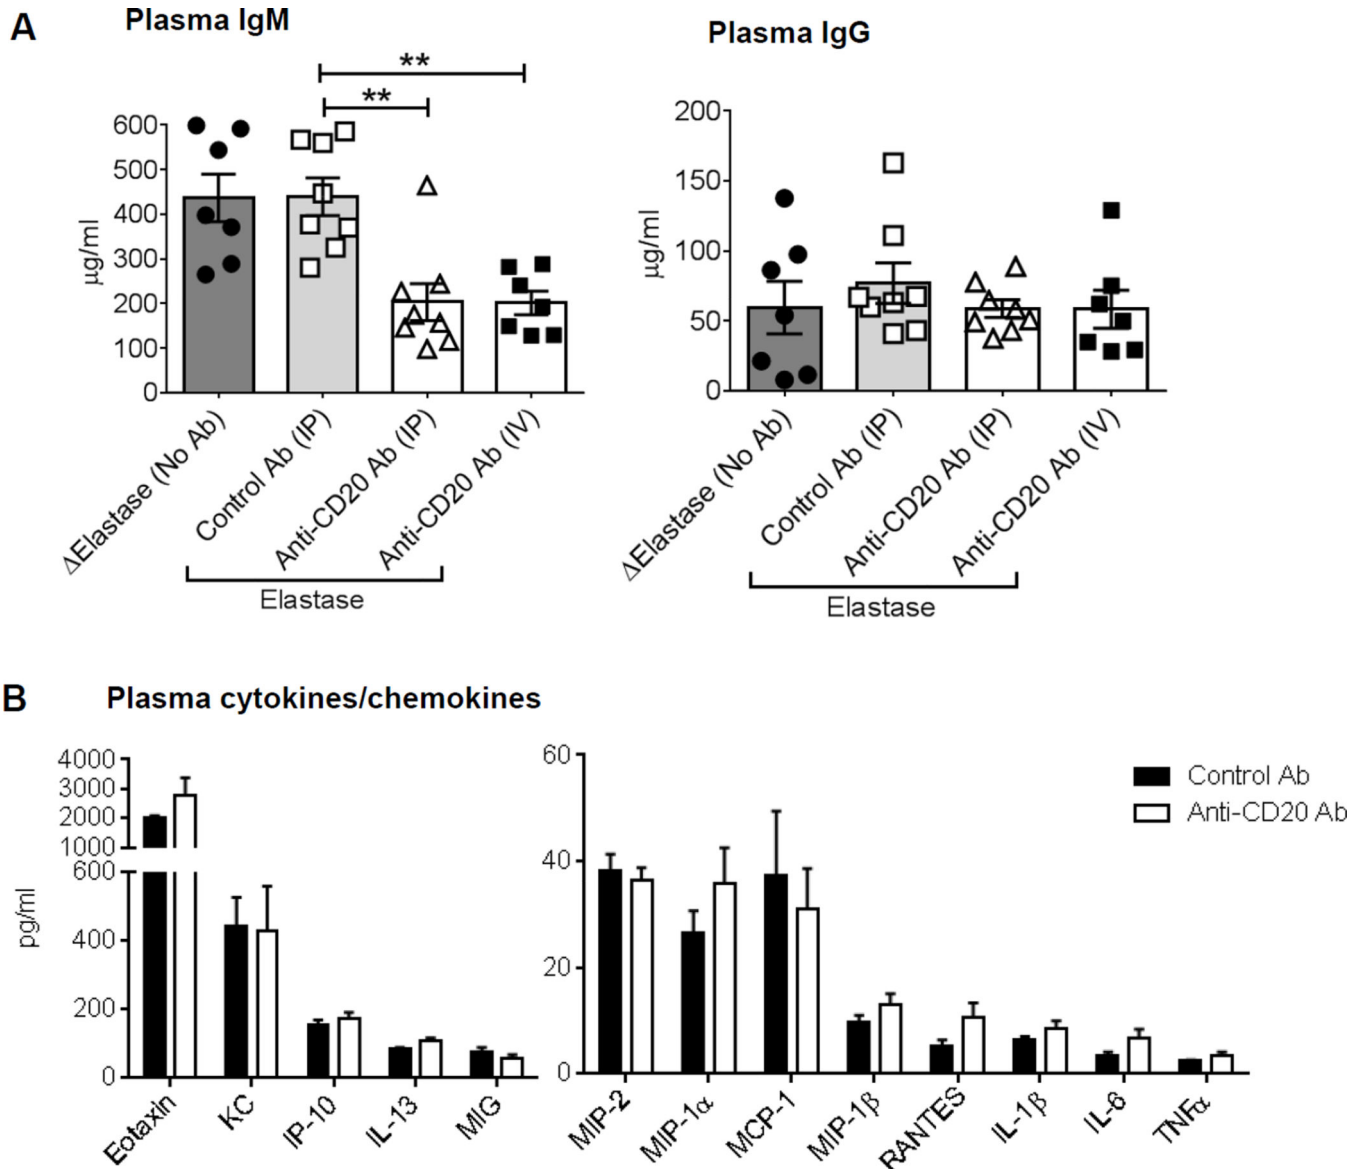 A
Plasma IgM
**
**
600
500
400
300
200
100
0
µg/ml
ΔElastase (No Ab)
Control Ab (IP)
Anti-CD20 Ab (IP)
Anti-CD20 Ab (IV)
Elastase
Plasma IgG
200
150
100
50
0
µg/ml
ΔElastase (No Ab)
Control Ab (IP)
Anti-CD20 Ab (IP)
Anti-CD20 Ab (IV)
Elastase
B
Plasma cytokines/chemokines
4000
3000
2000
1000
600
400
200
0
pg/ml
Eotaxin
KC
IP-10
IL-13
MIG
60
40
20
0
MIP-2
MIP-1α
MCP-1
MIP-1β
RANTES
IL-1β
IL-6
TNFα
Control Ab
Anti-CD20 Ab